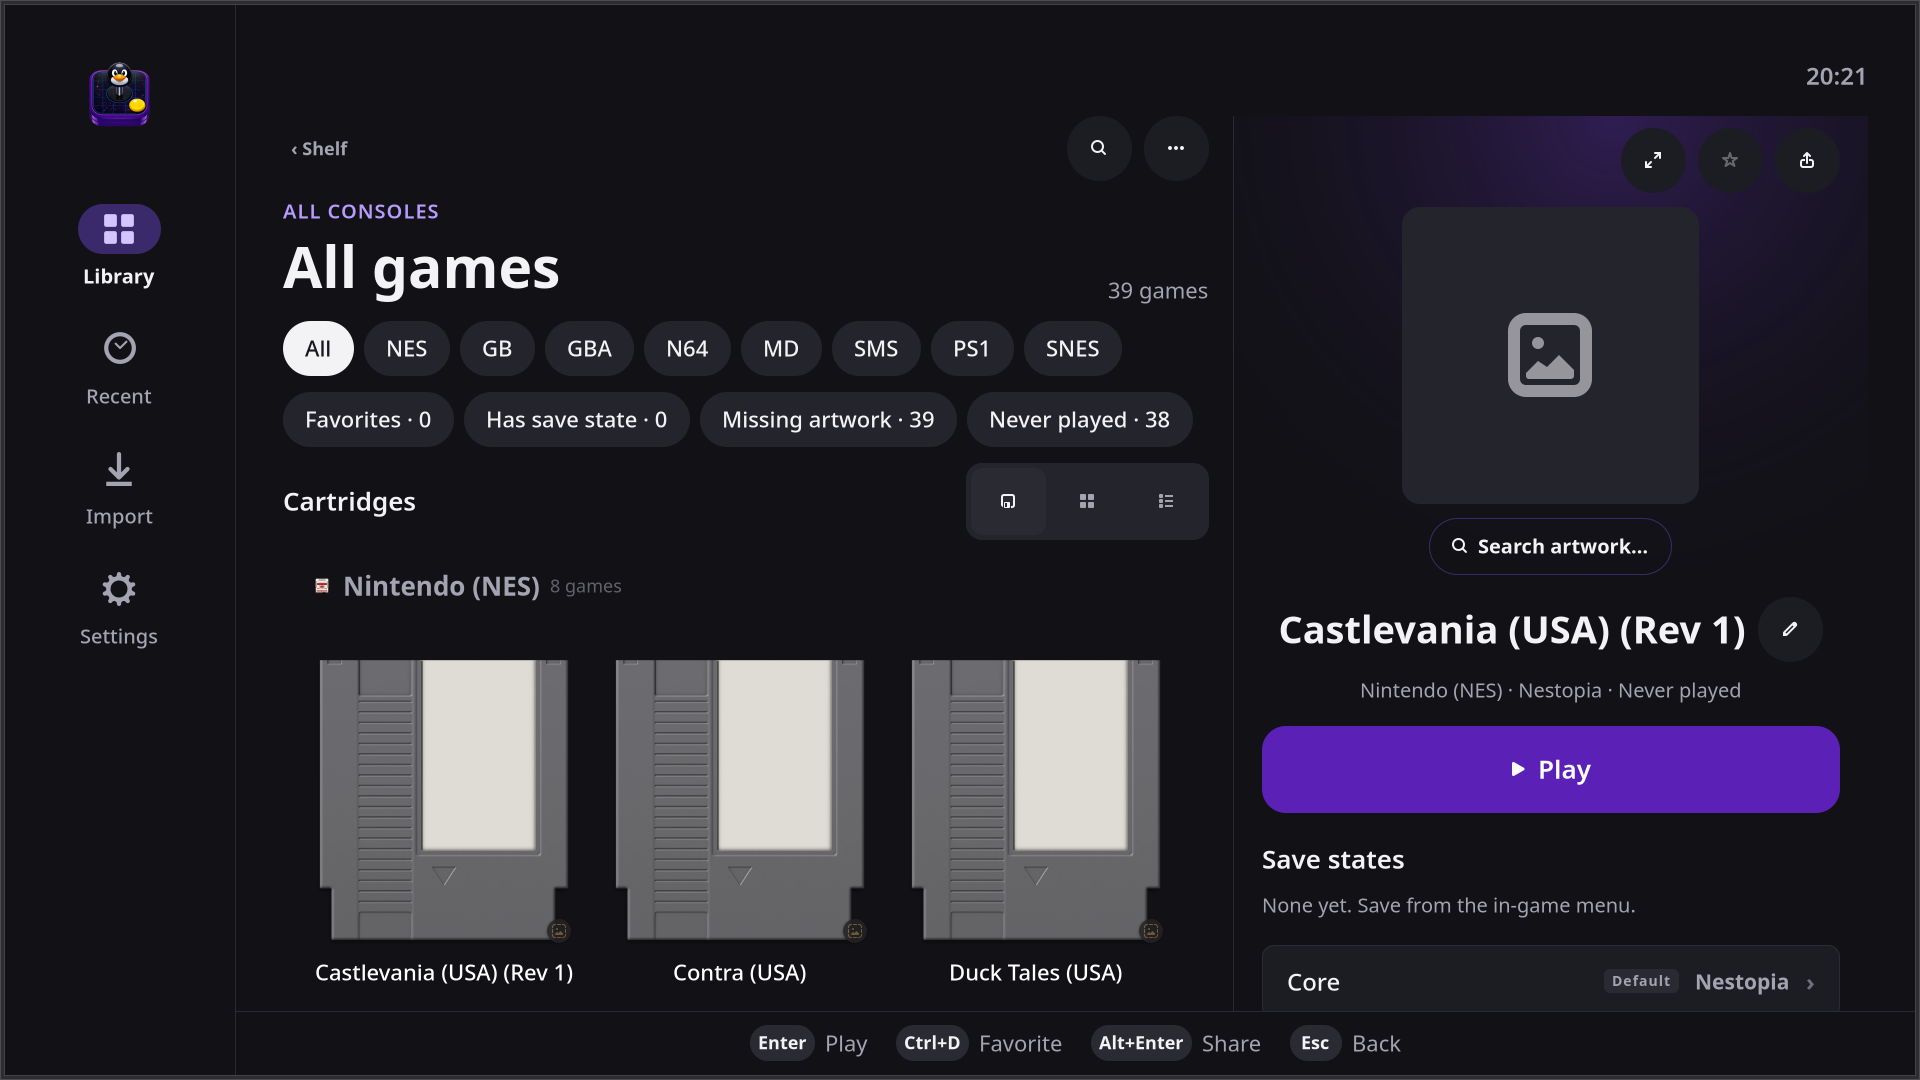 20:21
‹ Shelf
ALL CONSOLES
All games
39 games
All NES GB GBA N64 MD SMS PS1 SNES
Favorites · 0 Has save state · 0 Missing artwork · 39 Never played · 38
Cartridges
Nintendo (NES) 8 games
Castlevania (USA) (Rev 1) Contra (USA) Duck Tales (USA)
Library
Recent
Import
Settings
Search artwork...
Castlevania (USA) (Rev 1)
Nintendo (NES) · Nestopia · Never played
Play
Save states
None yet. Save from the in-game menu.
Core Default Nestopia ›
Enter Play Ctrl+D Favorite Alt+Enter Share Esc Back